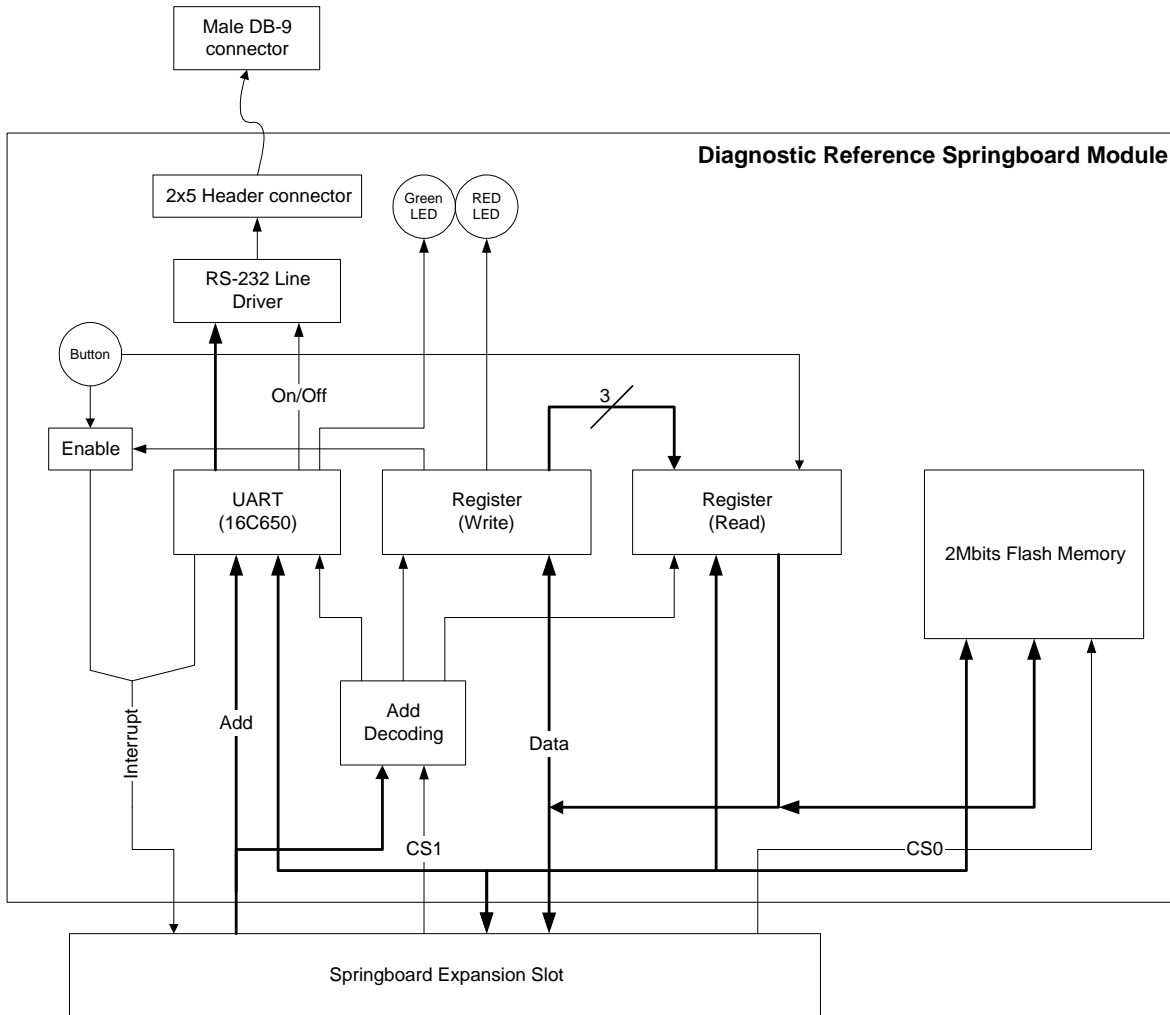 Male DB-9
connector
Diagnostic Reference Springboard Module
2x5 Header connector
Green
LED
RED
LED
RS-232 Line
Driver
Button
On/Off
3
Enable
UART
(16C650)
Register
(Write)
Register
(Read)
2Mbits Flash Memory
Interrupt
Add
Add
Decoding
Data
CS1
CS0
Springboard Expansion Slot